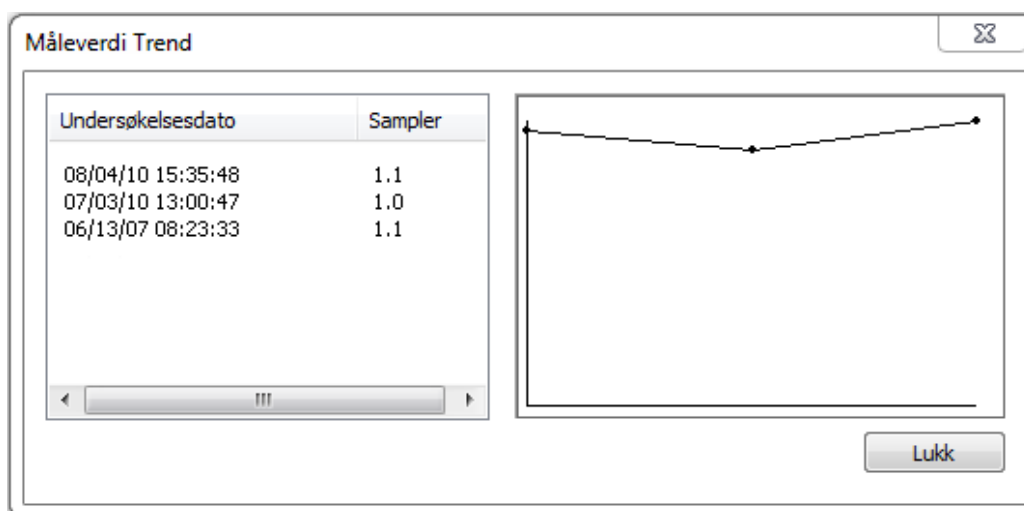 Måleverdi Trend
Undersøkelsesdato Sampler
08/04/10 15:35:48 1.1
07/03/10 13:00:47 1.0
06/13/07 08:23:33 1.1
Lukk